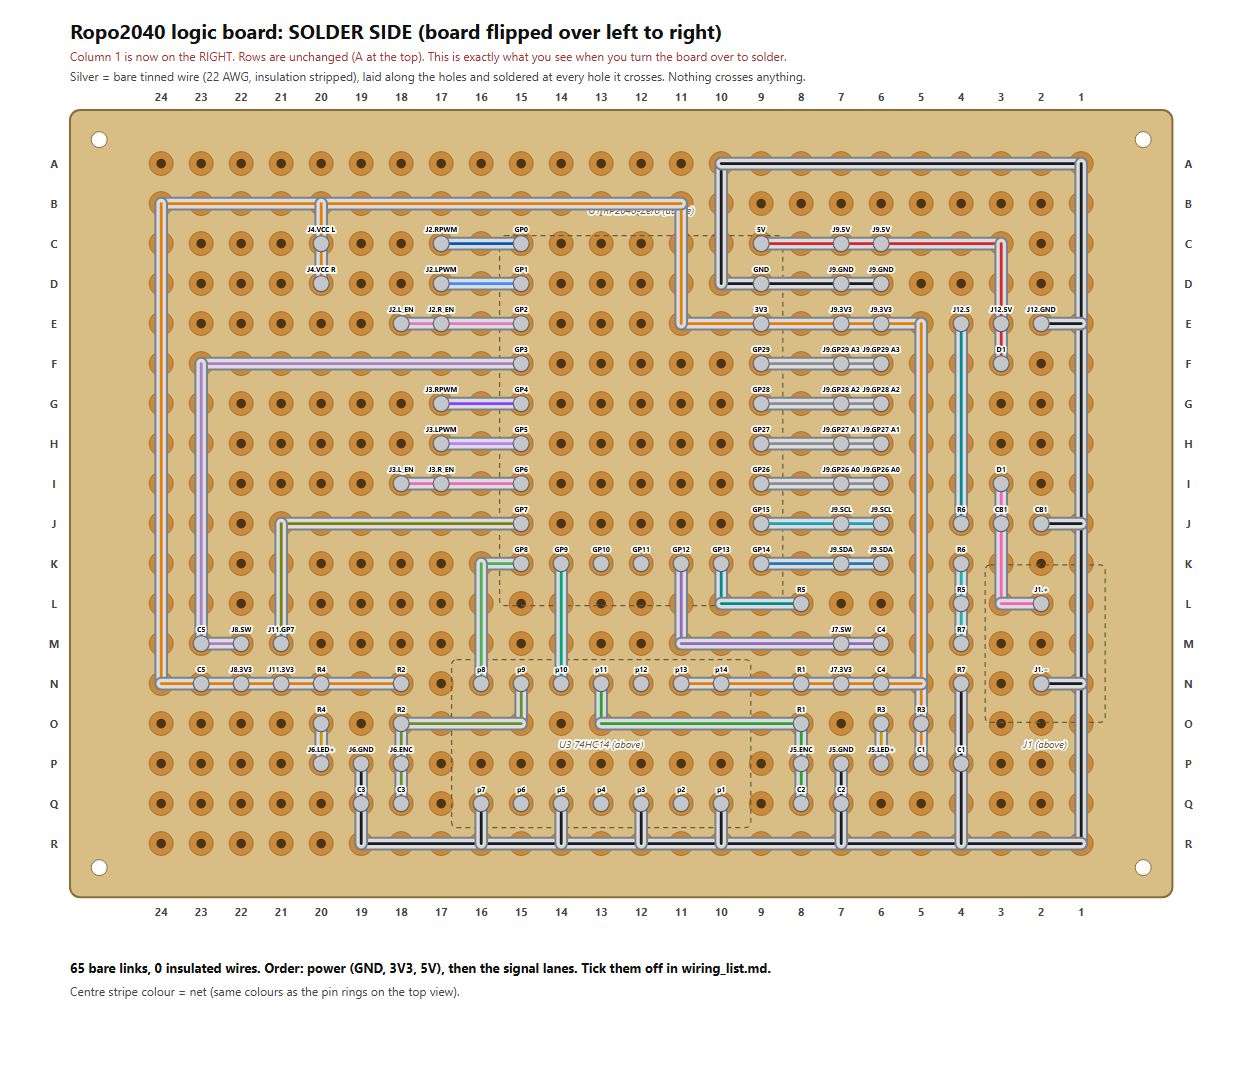 Ropo2040 logic board: SOLDER SIDE (board flipped over left to right)
Column 1 is now on the RIGHT. Rows are unchanged (A at the top). This is exactly what you see when you turn the board over to solder.
Silver = bare tinned wire (22 AWG, insulation stripped), laid along the holes and soldered at every hole it crosses. Nothing crosses anything.
24 23 22 21 20 19 18 17 16 15 14 13 12 11 10 9 8 7 6 5 4 3 2 1
A A
B B
U1 RP2040-Zero (above)
J4.VCC L J2.RPWM GP0 5V J9.5V J9.5V
C C
J4.VCC R J2.LPWM GP1 GND J9.GND J9.GND
D D
J2.L_EN J2.R_EN GP2 3V3 J9.3V3 J9.3V3 J12.S J12.5V J12.GND
E E
GP3 GP29 J9.GP29 A3 J9.GP29 A3 D1
F F
J3.RPWM GP4 GP28 J9.GP28 A2 J9.GP28 A2
G G
J3.LPWM GP5 GP27 J9.GP27 A1 J9.GP27 A1
H H
J3.L_EN J3.R_EN GP6 GP26 J9.GP26 A0 J9.GP26 A0 D1
I I
GP7 GP15 J9.SCL J9.SCL R6 CB1 CB1
J J
GP8 GP9 GP10 GP11 GP12 GP13 GP14 J9.SDA J9.SDA R6
K K
R5 R5 J1.+
L L
C5 J8.SW J11.GP7 J7.SW C4 R7
M M
C5 J8.3V3 J11.3V3 R4 R2 p8 p9 p10 p11 p12 p13 p14 R1 J7.3V3 C4 R7 J1.-
N N
R4 R2 R1 R3 R3
O O
U3 74HC14 (above) J1 (above)
J6.LED+ J6.GND J6.ENC J5.ENC J5.GND J5.LED+ C1 C1
P P
C3 C3 p7 p6 p5 p4 p3 p2 p1 C2 C2
Q Q
R R
24 23 22 21 20 19 18 17 16 15 14 13 12 11 10 9 8 7 6 5 4 3 2 1
65 bare links, 0 insulated wires. Order: power (GND, 3V3, 5V), then the signal lanes. Tick them off in wiring_list.md.
Centre stripe colour = net (same colours as the pin rings on the top view).